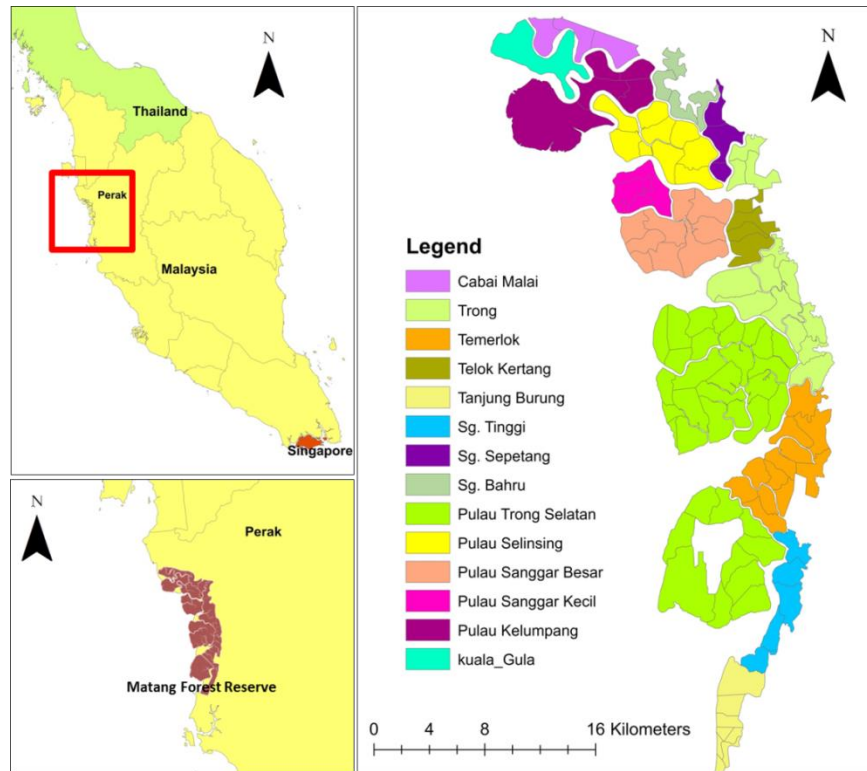 N
Thailand
Perak
Malaysia
Singapore
N
Perak
Matang Forest Reserve
N
Legend
Cabai Malai
Trong
Temerlok
Telok Kertang
Tanjung Burung
Sg. Tinggi
Sg. Sepetang
Sg. Bahru
Pulau Trong Selatan
Pulau Selinsing
Pulau Sanggar Besar
Pulau Sanggar Kecil
Pulau Kelumpang
kuala_Gula
0 4 8 16 Kilometers